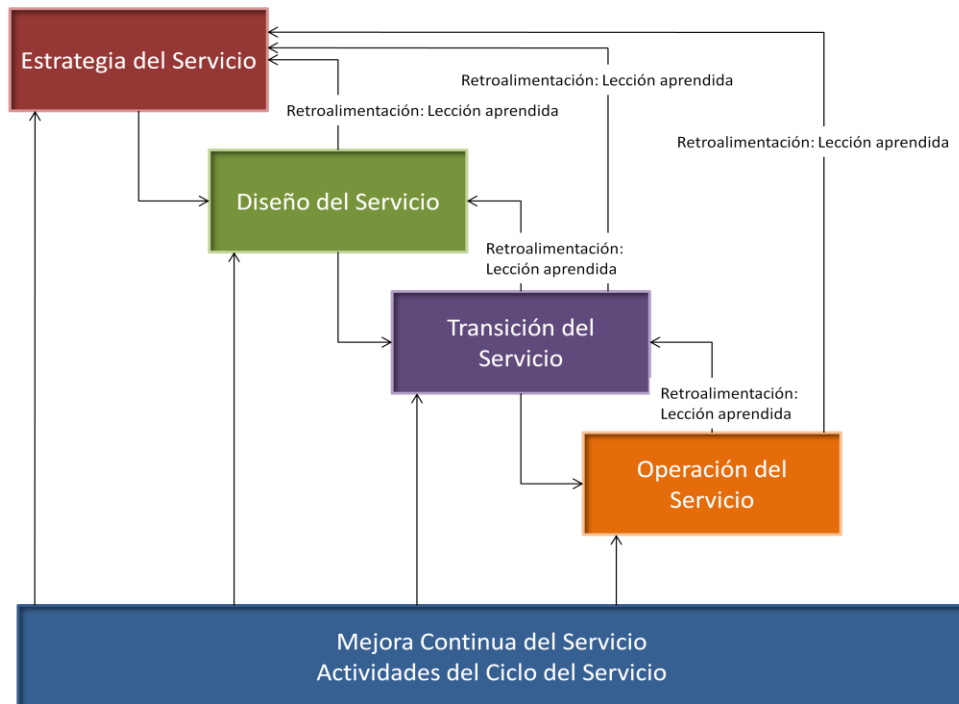 Estrategia del Servicio
Retroalimentación: Lección aprendida
Retroalimentación: Lección aprendida
Retroalimentación: Lección aprendida
Diseño del Servicio
Retroalimentación:
Lección aprendida
Transición del
Servicio
Retroalimentación:
Lección aprendida
Operación del
Servicio
Mejora Continua del Servicio
Actividades del Ciclo del Servicio